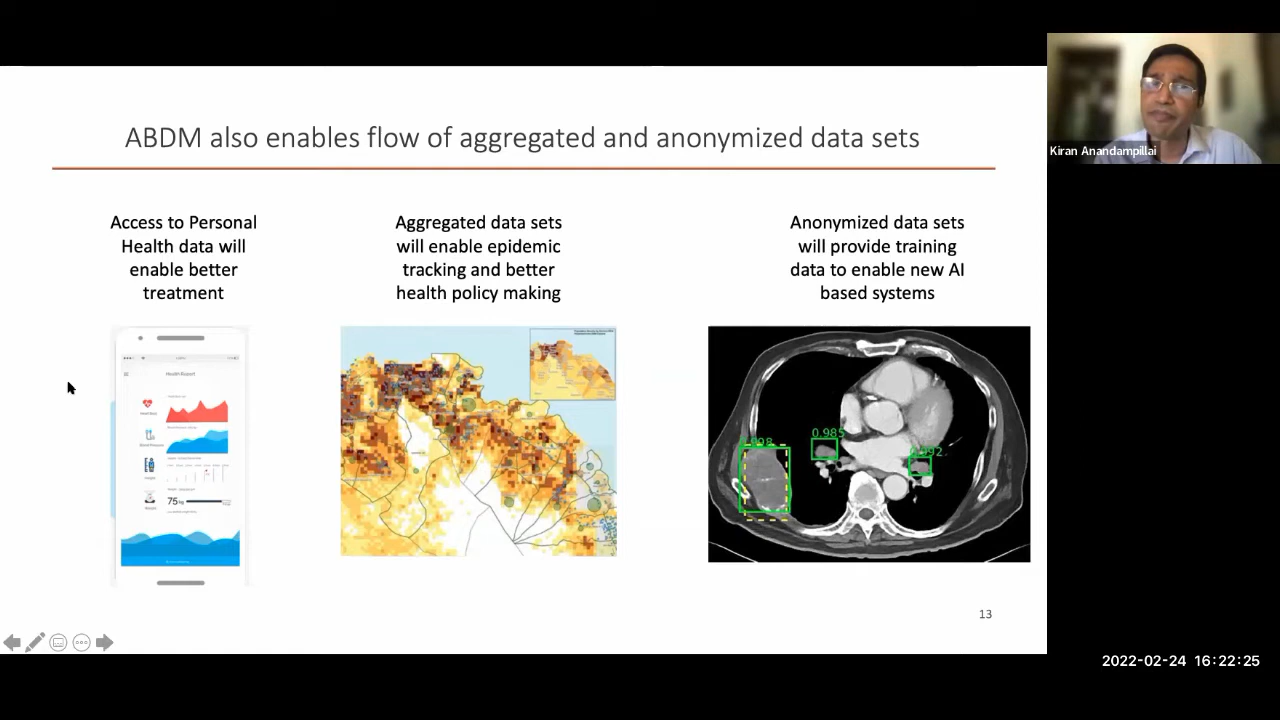 ABDM also enables flow of aggregated and anonymized data sets
Access to Personal
Health data will
enable better
treatment
Aggregated data sets
will enable epidemic
tracking and better
health policy making
Anonymized data sets
will provide training
data to enable new AI
based systems
Health Report
75 kg
0.985
13
Kiran Anandampillai
2022-02-24 16:22:25